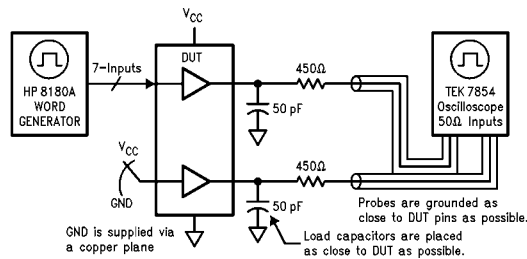 VCC
HP 8180A
WORD
GENERATOR
7-Inputs
DUT
450Ω
50 pF
TEK 7854
Oscilloscope
50Ω Inputs
VCC
GND
450Ω
50 pF
GND is supplied via
a copper plane
Probes are grounded as
close to DUT pins as possible.
Load capacitors are placed
as close to DUT as possible.